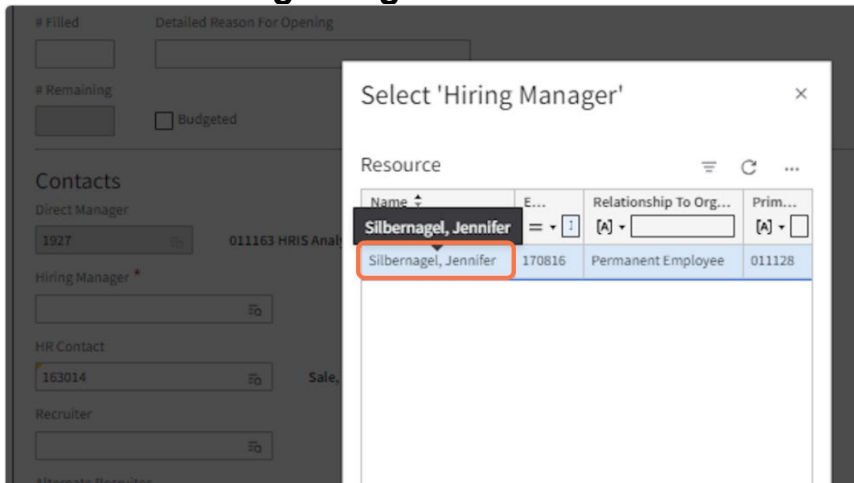 # Filled Detailed Reason For Opening
# Remaining
Budgeted
Contacts
Direct Manager
1927 011163 HRIS Analy
Hiring Manager *
HR Contact
163014 Sale,
Recruiter
Select 'Hiring Manager' ×
Resource ...
Name E... Relationship To Org... Prim...
Silbernagel, Jennifer = [A] [A]
Silbernagel, Jennifer 170816 Permanent Employee 011128